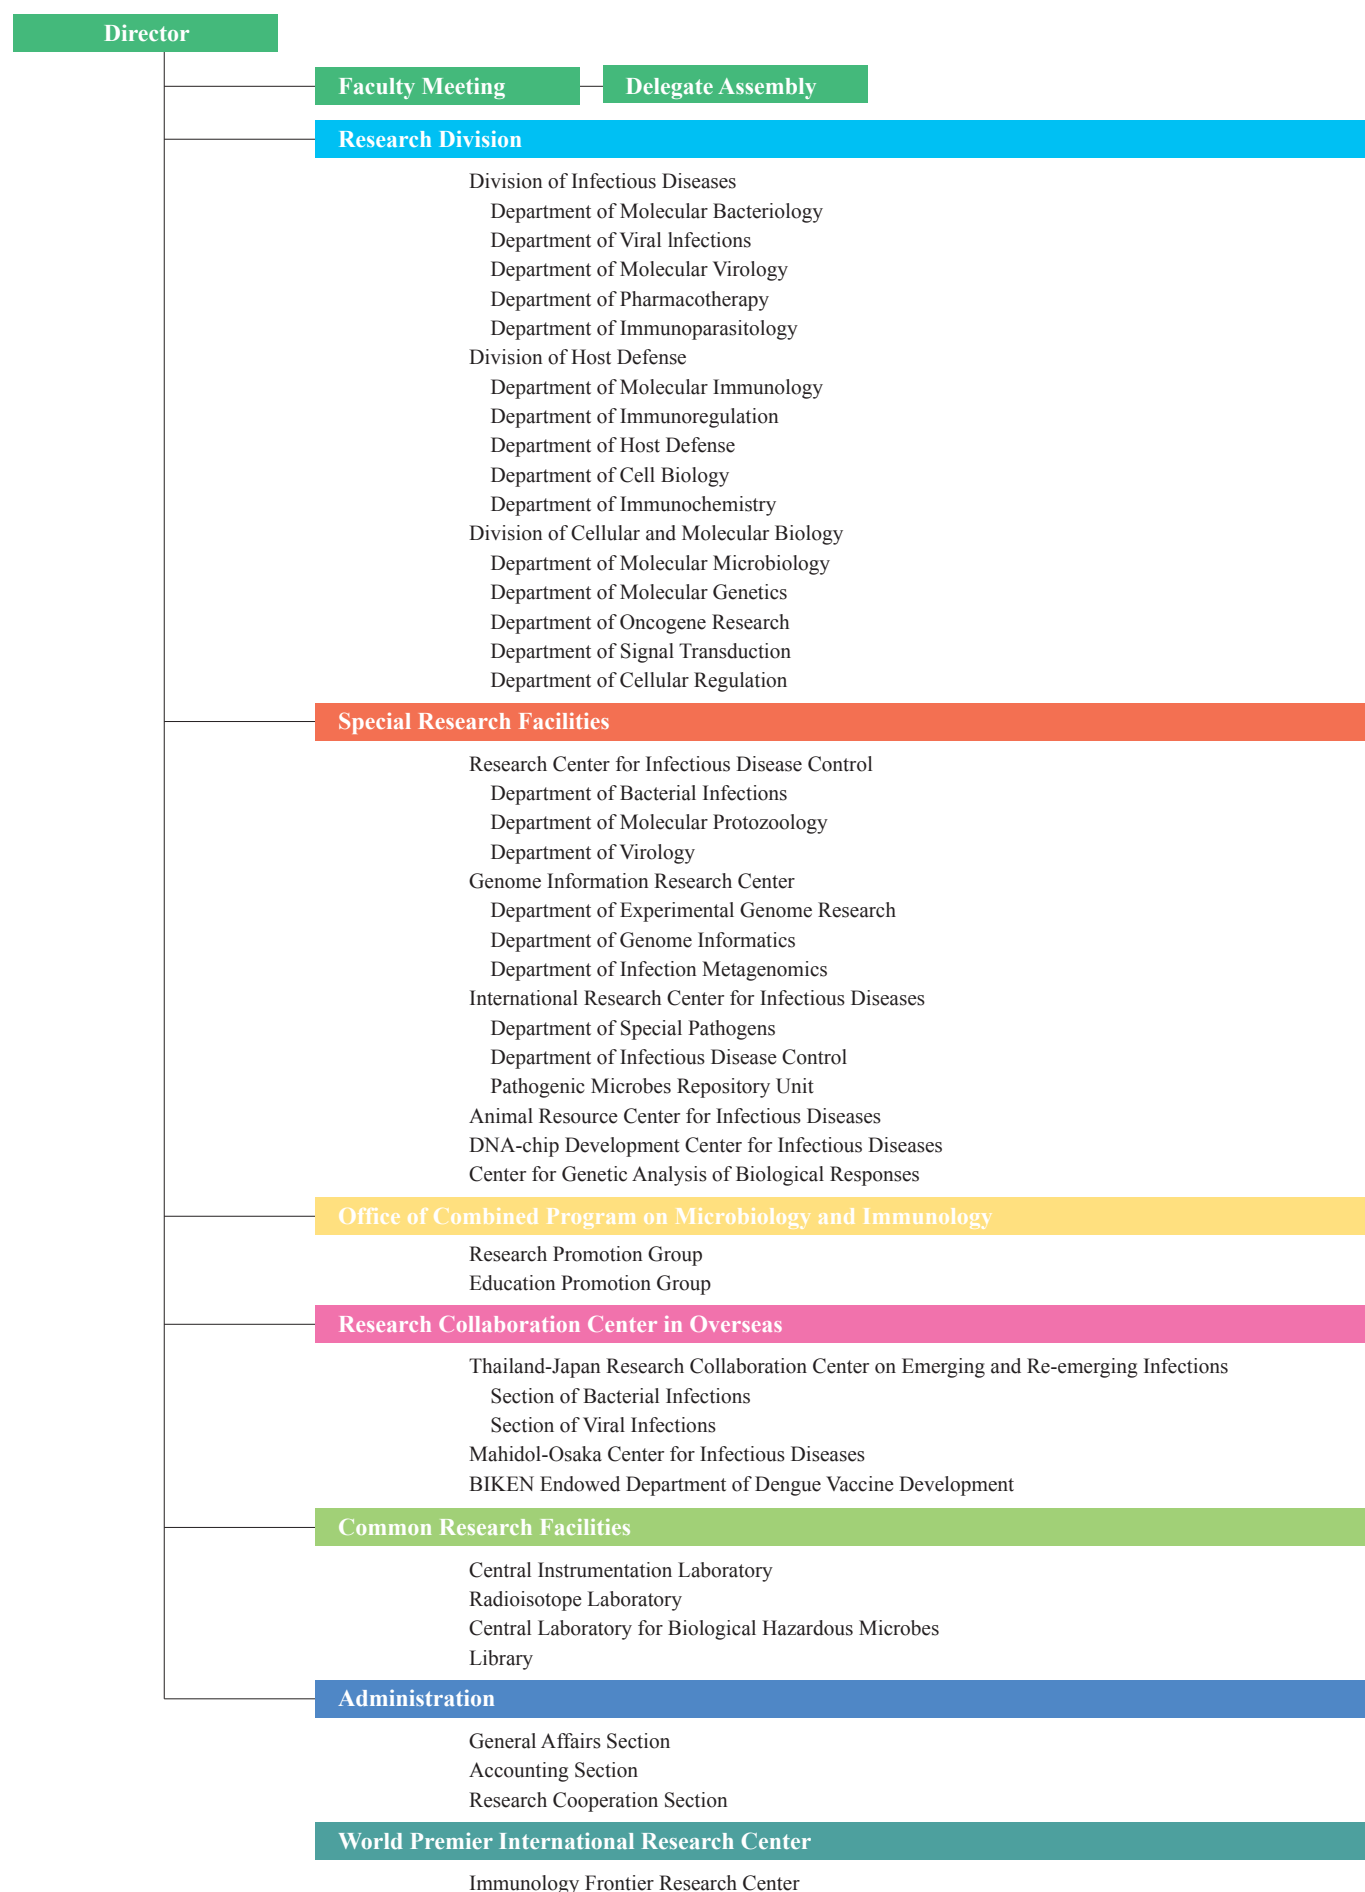 Director
Faculty Meeting
Delegate Assembly
Research Division
Division of Infectious Diseases
Department of Molecular Bacteriology
Department of Viral lnfections
Department of Molecular Virology
Department of Pharmacotherapy
Department of Immunoparasitology
Division of Host Defense
Department of Molecular Immunology
Department of Immunoregulation
Department of Host Defense
Department of Cell Biology
Department of Immunochemistry
Division of Cellular and Molecular Biology
Department of Molecular Microbiology
Department of Molecular Genetics
Department of Oncogene Research
Department of Signal Transduction
Department of Cellular Regulation
Special Research Facilities
Research Center for Infectious Disease Control
Department of Bacterial Infections
Department of Molecular Protozoology
Department of Virology
Genome Information Research Center
Department of Experimental Genome Research
Department of Genome Informatics
Department of Infection Metagenomics
International Research Center for Infectious Diseases
Department of Special Pathogens
Department of Infectious Disease Control
Pathogenic Microbes Repository Unit
Animal Resource Center for Infectious Diseases
DNA-chip Development Center for Infectious Diseases
Center for Genetic Analysis of Biological Responses
Office of Combined Program on Microbiology and Immunology
Research Promotion Group
Education Promotion Group
Research Collaboration Center in Overseas
Thailand-Japan Research Collaboration Center on Emerging and Re-emerging Infections
Section of Bacterial Infections
Section of Viral Infections
Mahidol-Osaka Center for Infectious Diseases
BIKEN Endowed Department of Dengue Vaccine Development
Common Research Facilities
Central Instrumentation Laboratory
Radioisotope Laboratory
Central Laboratory for Biological Hazardous Microbes
Library
Administration
General Affairs Section
Accounting Section
Research Cooperation Section
World Premier International Research Center
Immunology Frontier Research Center